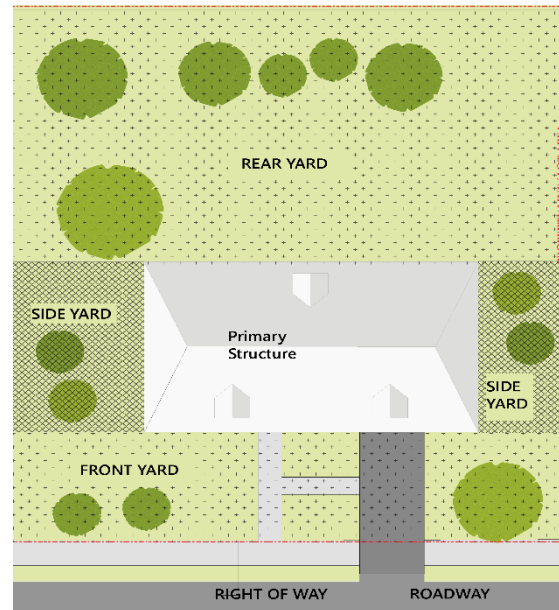 REAR YARD
SIDE YARD
Primary
Structure
SIDE
YARD
FRONT YARD
RIGHT OF WAY
ROADWAY